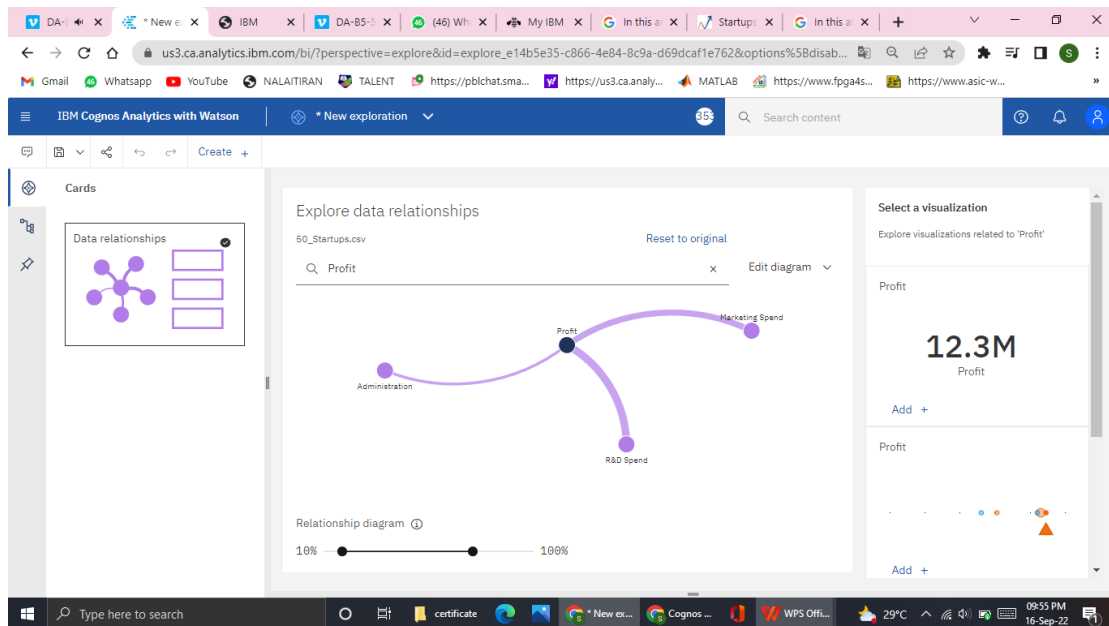 DA-I
* New e
IBM
DA-B5-S
(46) Wh
My IBM
In this a
Startups
In this a
us3.ca.analytics.ibm.com/bi/?perspective=explore&id=explore_e14b5e35-c866-4e84-8c9a-d69dcaf1e762&options%5Bdisab...
S
Gmail
Whatsapp
YouTube
NALAITIRAN
TALENT
https://pblchat.sma...
https://us3.ca.analy...
MATLAB
https://www.fpga4s...
https://www.asic-w...
»
IBM Cognos Analytics with Watson
* New exploration
353
Search content
Create +
Cards
Data relationships
Explore data relationships
50_Startups.csv
Reset to original
Profit
Edit diagram
Profit
Marketing Spend
Administration
R&D Spend
Relationship diagram
10%
100%
Select a visualization
Explore visualizations related to 'Profit'
Profit
12.3M
Profit
Add +
Profit
Add +
Type here to search
certificate
* New ex...
Cognos ...
WPS Offi...
29°C
09:55 PM
16-Sep-22